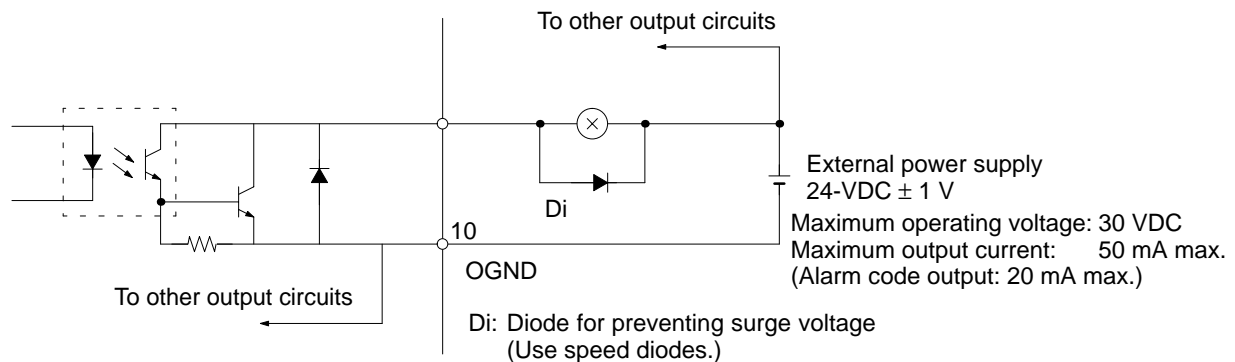 To other output circuits
External power supply
24-VDC ± 1 V
Di
Maximum operating voltage: 30 VDC
10
Maximum output current: 50 mA max.
OGND
(Alarm code output: 20 mA max.)
To other output circuits
Di: Diode for preventing surge voltage
(Use speed diodes.)